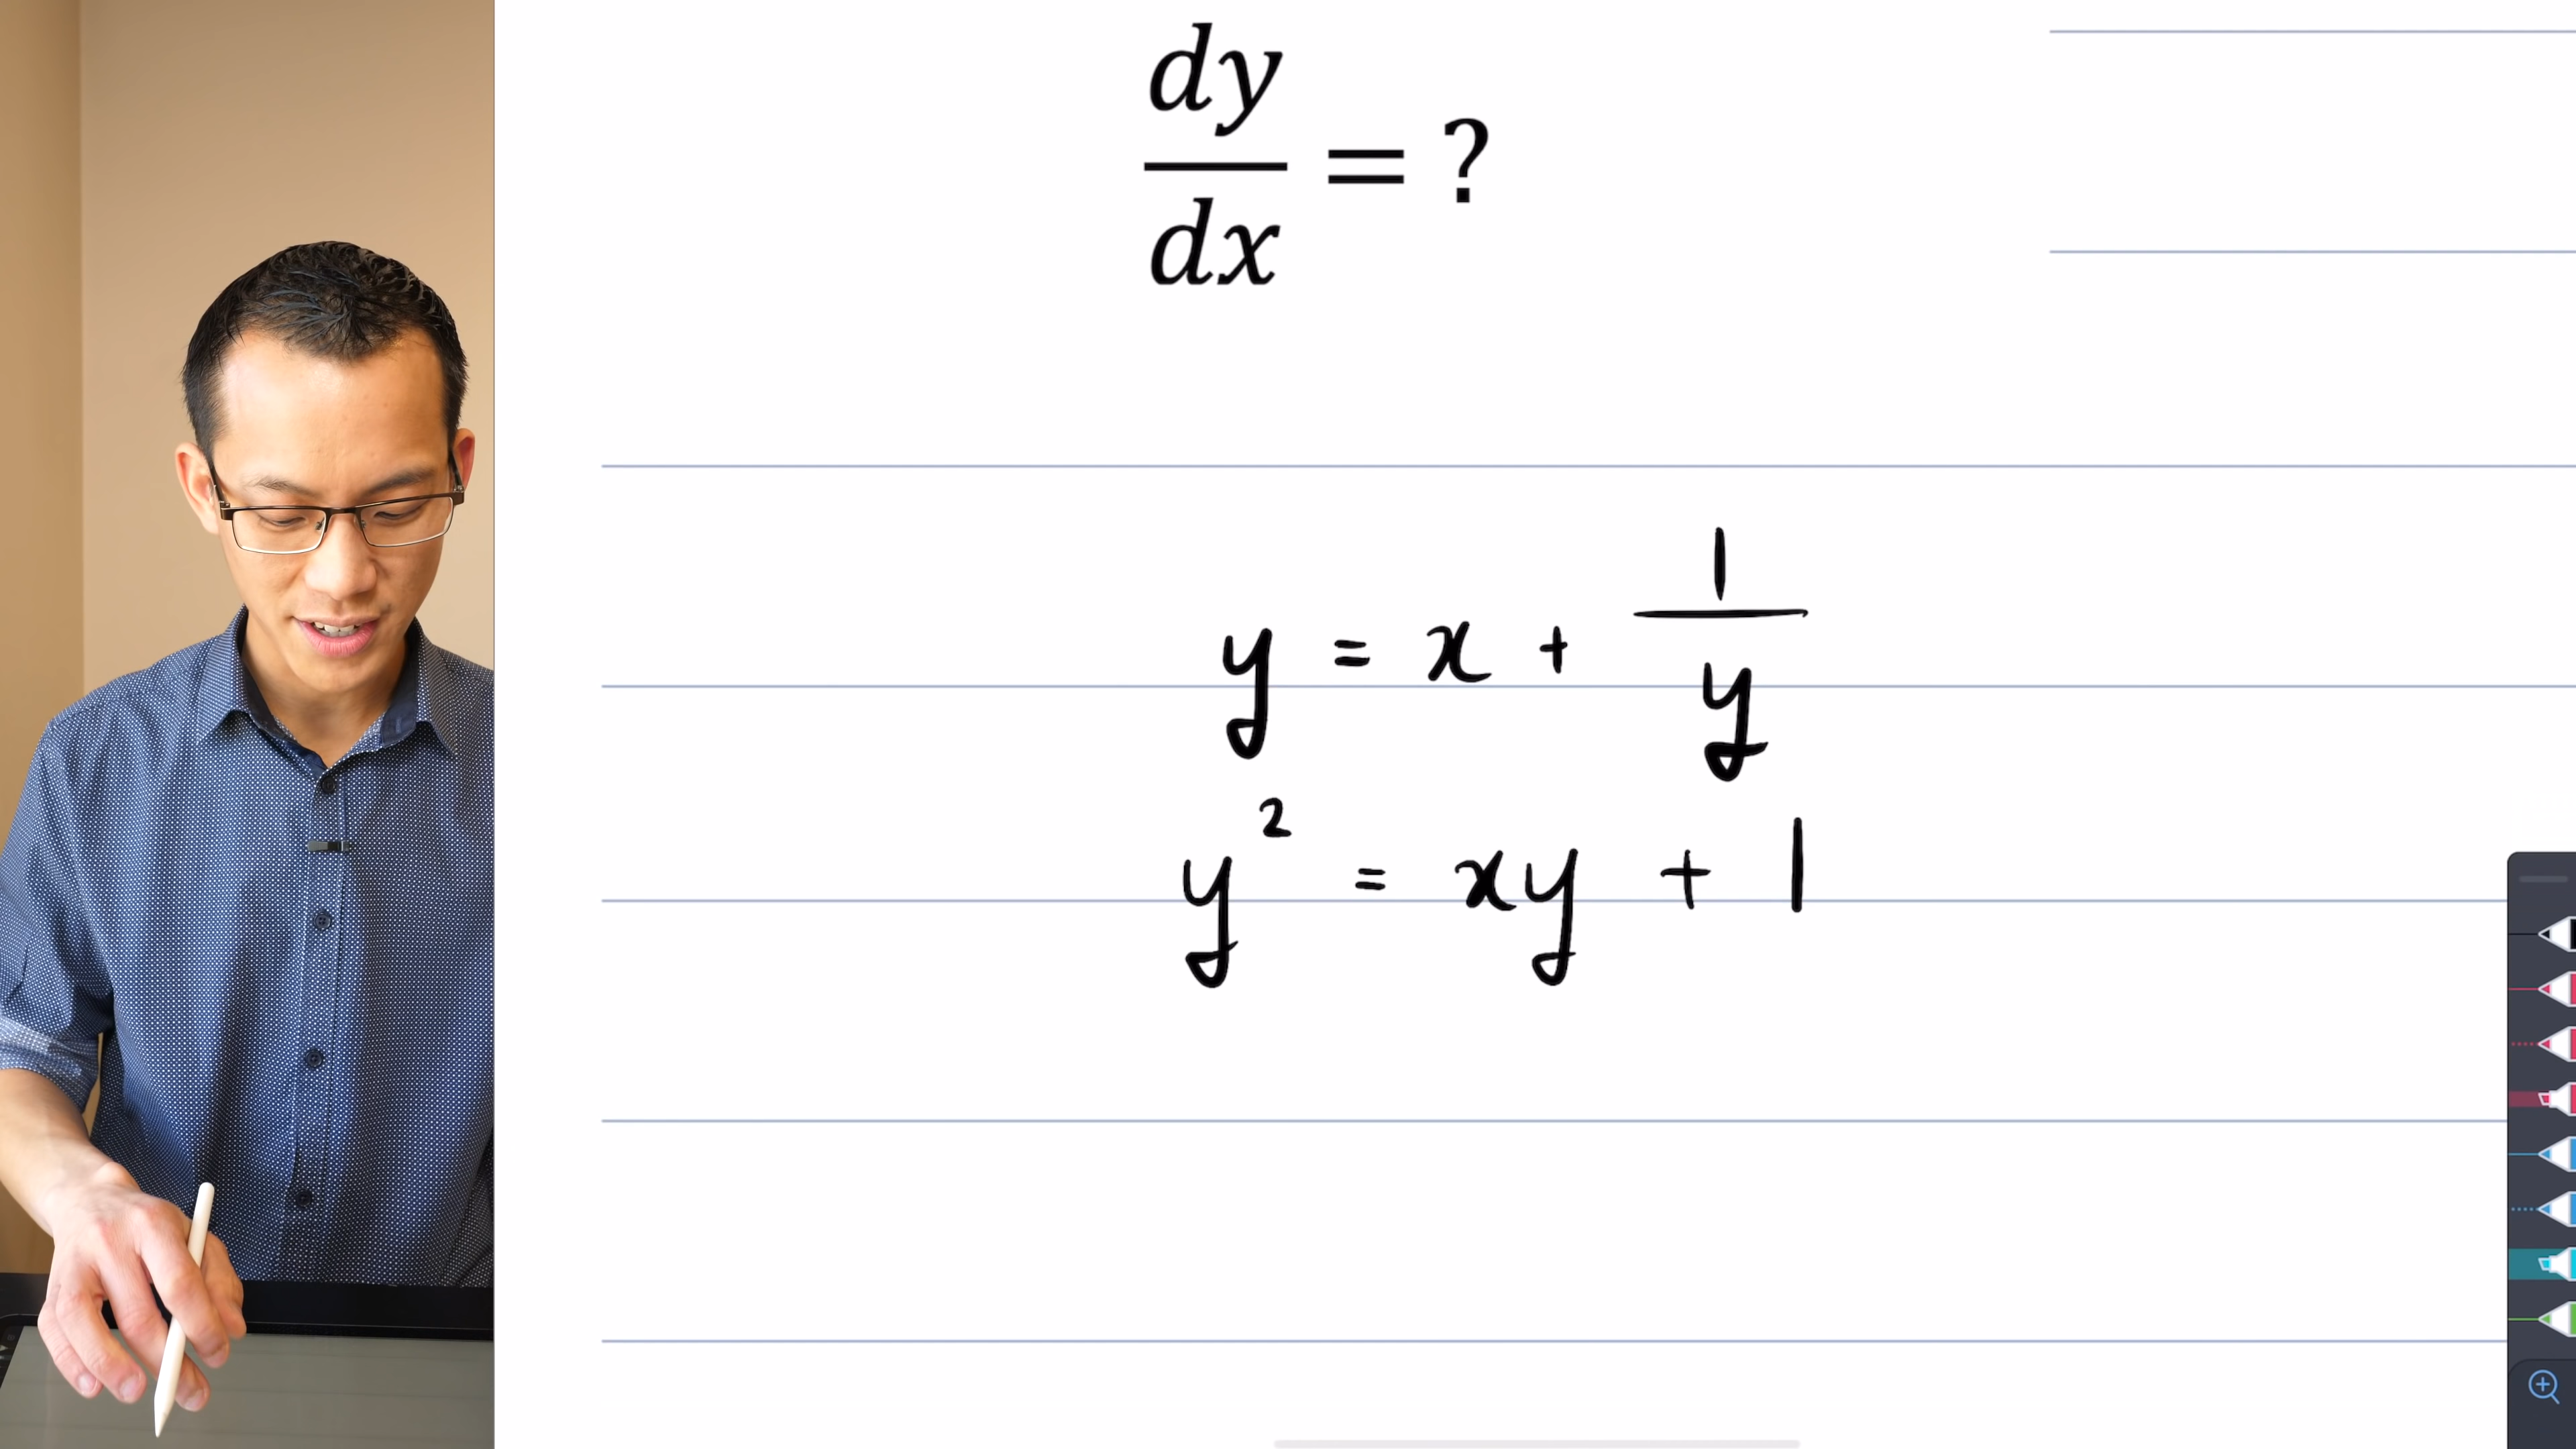 dy/dx = ?
y = x + 1/y
y² = xy + 1